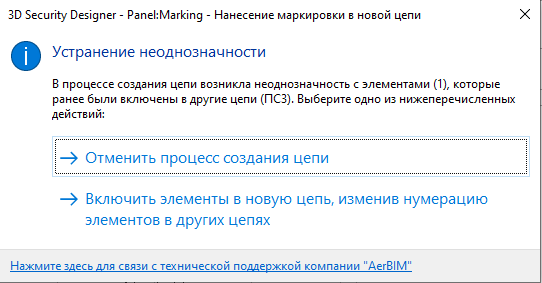 3D Security Designer - Panel:Marking - Нанесение маркировки в новой цепи
Устранение неоднозначности
В процессе создания цепи возникла неоднозначность с элементами (1), которые
ранее были включены в другие цепи (ПС3). Выберите одно из нижеперечисленных
действий:
Отменить процесс создания цепи
Включить элементы в новую цепь, изменив нумерацию
элементов в других цепях
Нажмите здесь для связи с технической поддержкой компании "AerBIM"